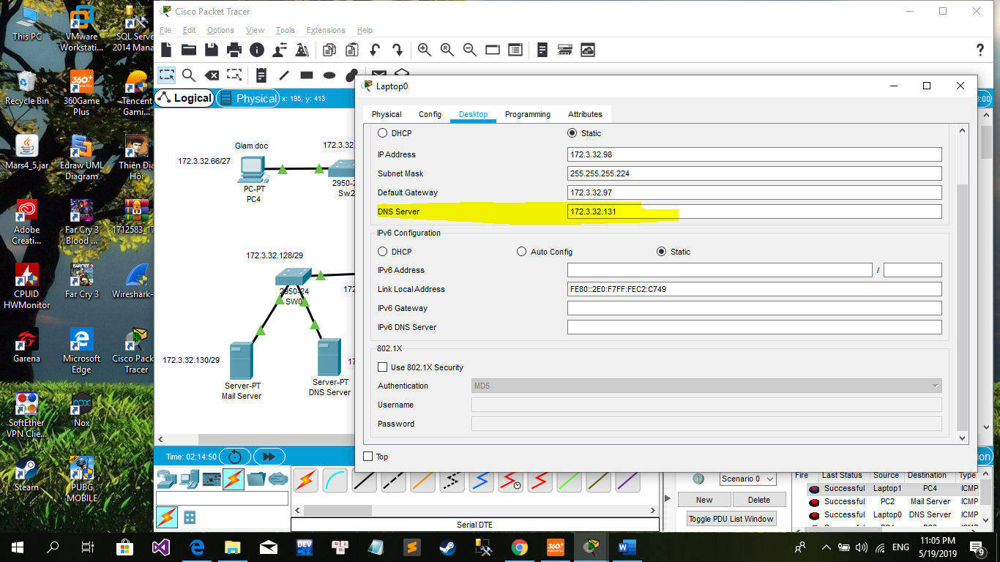 This PC
VMware Workstati...
SQL Serve
2014 Mana
Recycle Bin
360Game Plus
Tencent Gami...
Mars4_5.jar
Edraw UML Diagram
Thiên Địa
Hồi
Adobe Creati...
Far Cry 3 Blood ...
1712583_17
CPUID HWMonitor
Far Cry 3
Wireshark-
Garena
Microsoft Edge
Cisco Pack
Tracer
SoftEther VPN Clie...
Nox
Steam
PUBG MOBILE
Cisco Packet Tracer
File Edit Options View Tools Extensions Help
?
Logical Physical x: 195, y: 413
3:00
Giam doc
172.3.32.
172.3.32.66/27
PC-PT
PC4
2950-2
Sw2
172.3.32.128/29
2950-24
SW0
172
172.3.32.130/29
17
Server-PT
Mail Server
Server-PT
DNS Server
Laptop0
Physical Config Desktop Programming Attributes
DHCP Static
IP Address 172.3.32.98
Subnet Mask 255.255.255.224
Default Gateway 172.3.32.97
DNS Server 172.3.32.131
IPv6 Configuration
DHCP Auto Config Static
IPv6 Address /
Link Local Address FE80::2E0:F7FF:FEC2:C749
IPv6 Gateway
IPv6 DNS Server
802.1X
Use 802.1X Security
Authentication MD5
Username
Password
Top
Time: 02:14:50
on
Serial DTE
Scenario 0
New Delete
Toggle PDU List Window
Fire Last Status Source Destination Type
Successful Laptop1 PC4 ICMP
Successful PC2 Mail Server ICMP
Successful Laptop0 DNS Server ICMP
ENG
11:05 PM
5/19/2019
9